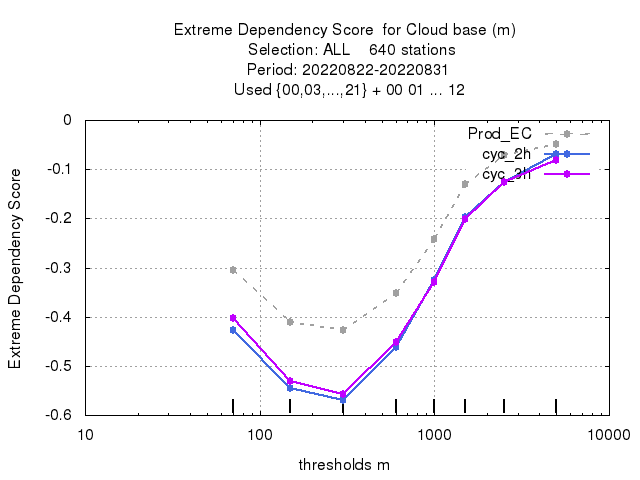 Extreme Dependency Score  for Cloud base (m)
Selection: ALL    640 stations
Period: 20220822-20220831
Used {00,03,...,21} + 00 01 ... 12
Extreme Dependency Score
0
-0.1
-0.2
-0.3
-0.4
-0.5
-0.6
Prod_EC
cyc_2h
cyc_3h
10
100
1000
10000
thresholds m